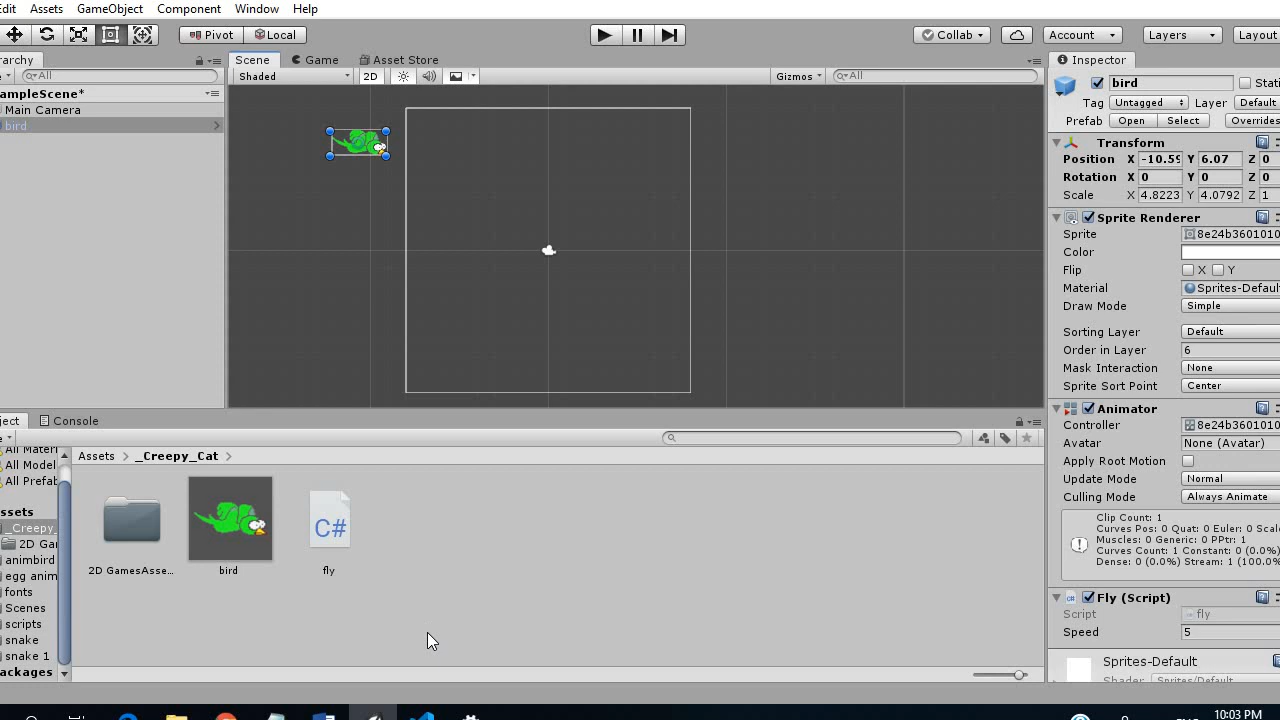 Edit Assets GameObject Component Window Help
Pivot Local Collab Account Layers Layout
erarchy Scene Game Asset Store Inspector
All Shaded 2D Gizmos All bird Stati
ampleScene* Tag Untagged Layer Default
Main Camera Prefab Open Select Overrides
bird
Transform
Position X -10.59 Y 6.07 Z 0
Rotation X 0 Y 0 Z 0
Scale X 4.8223 Y 4.0792 Z 1
Sprite Renderer
Sprite 8e24b3601010
Color
Flip X Y
Material Sprites-Defaul
Draw Mode Simple
Sorting Layer Default
Order in Layer 6
Mask Interaction None
Sprite Sort Point Center
Animator
Controller 8e24b3601010
Avatar None (Avatar)
Apply Root Motion
Update Mode Normal
Culling Mode Always Animate
Clip Count: 1
Curves Pos: 0 Quat: 0 Euler: 0 Scale
Muscles: 0 Generic: 0 PPtr: 1
Curves Count: 1 Constant: 0 (0.0%)
Dense: 0 (0.0%) Stream: 1 (100.0%
Fly (Script)
Script fly
Speed 5
Sprites-Default
Shader Sprites/Default
ject Console
Assets _Creepy_Cat
All Mater
All Model
All Prefab
ssets
_Creepy_
2D Gar
animbird
egg anim
fonts
Scenes
scripts
snake
snake 1
ackages
C#
2D GamesAsse... bird fly
10:03 PM